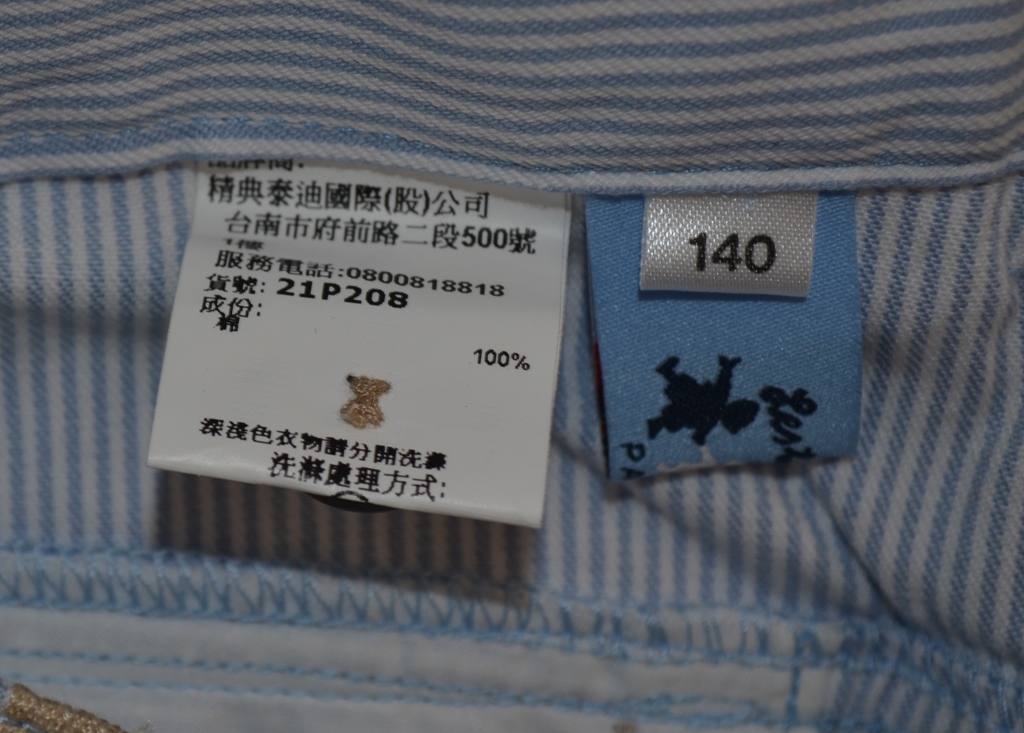 精典泰迪國際(股)公司
台南市府前路二段500號
1樓
服務電話:0800818818
貨號: 21P208
成份:
棉
100%
深淺色衣物請分開洗滌
洗滌處理方式:
140